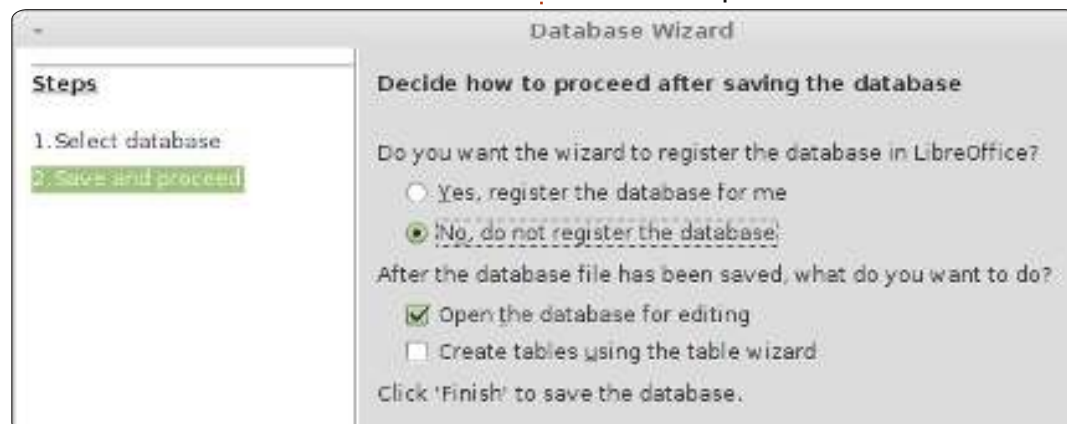 Database Wizard
Steps
1.Select database
2.Save and proceed
Decide how to proceed after saving the database
Do you want the wizard to register the database in LibreOffice?
Yes, register the database for me
No, do not register the database
After the database file has been saved, what do you want to do?
Open the database for editing
Create tables using the table wizard
Click 'Finish' to save the database.